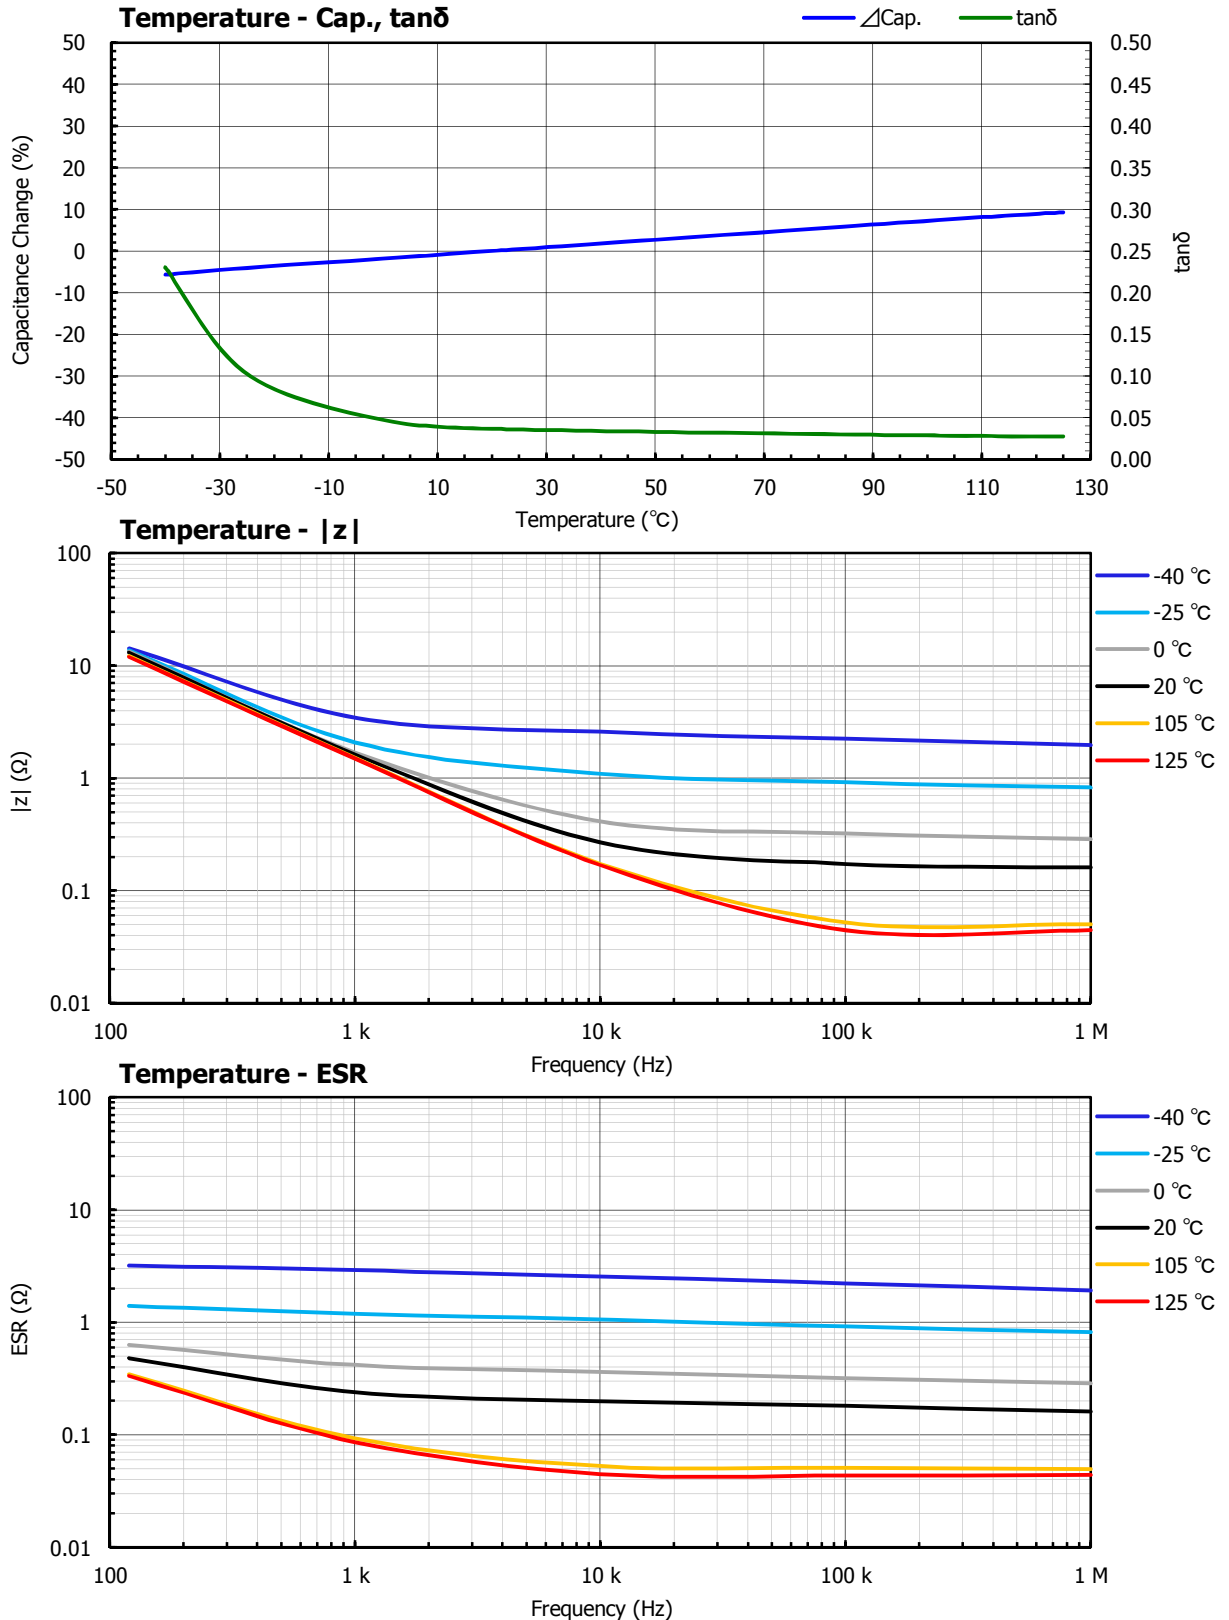 Temperature - Cap., tanδ
⊿Cap.
tanδ
Capacitance Change (%)
50
40
30
20
10
0
-10
-20
-30
-40
-50
0.50
0.45
0.40
0.35
0.30
0.25
0.20
0.15
0.10
0.05
0.00
tanδ
-50 -30 -10 10 30 50 70 90 110 130
Temperature (℃)
Temperature - |z|
|z| (Ω)
100
10
1
0.1
0.01
100 1 k 10 k 100 k 1 M
Frequency (Hz)
-40 ℃
-25 ℃
0 ℃
20 ℃
105 ℃
125 ℃
Temperature - ESR
ESR (Ω)
100
10
1
0.1
0.01
100 1 k 10 k 100 k 1 M
Frequency (Hz)
-40 ℃
-25 ℃
0 ℃
20 ℃
105 ℃
125 ℃